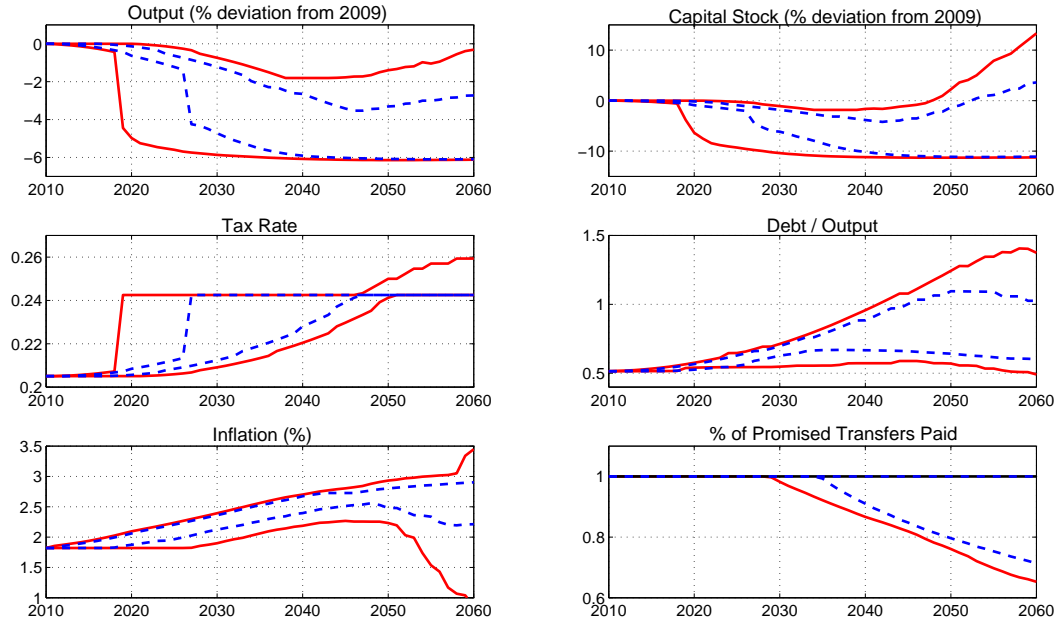 Output (% deviation from 2009)
0
−2
−4
−6
2010 2020 2030 2040 2050 2060
Capital Stock (% deviation from 2009)
10
0
−10
2010 2020 2030 2040 2050 2060
Tax Rate
0.26
0.24
0.22
0.2
2010 2020 2030 2040 2050 2060
Debt / Output
1.5
1
0.5
2010 2020 2030 2040 2050 2060
Inflation (%)
3.5
3
2.5
2
1.5
1
2010 2020 2030 2040 2050 2060
% of Promised Transfers Paid
1
0.8
0.6
2010 2020 2030 2040 2050 2060